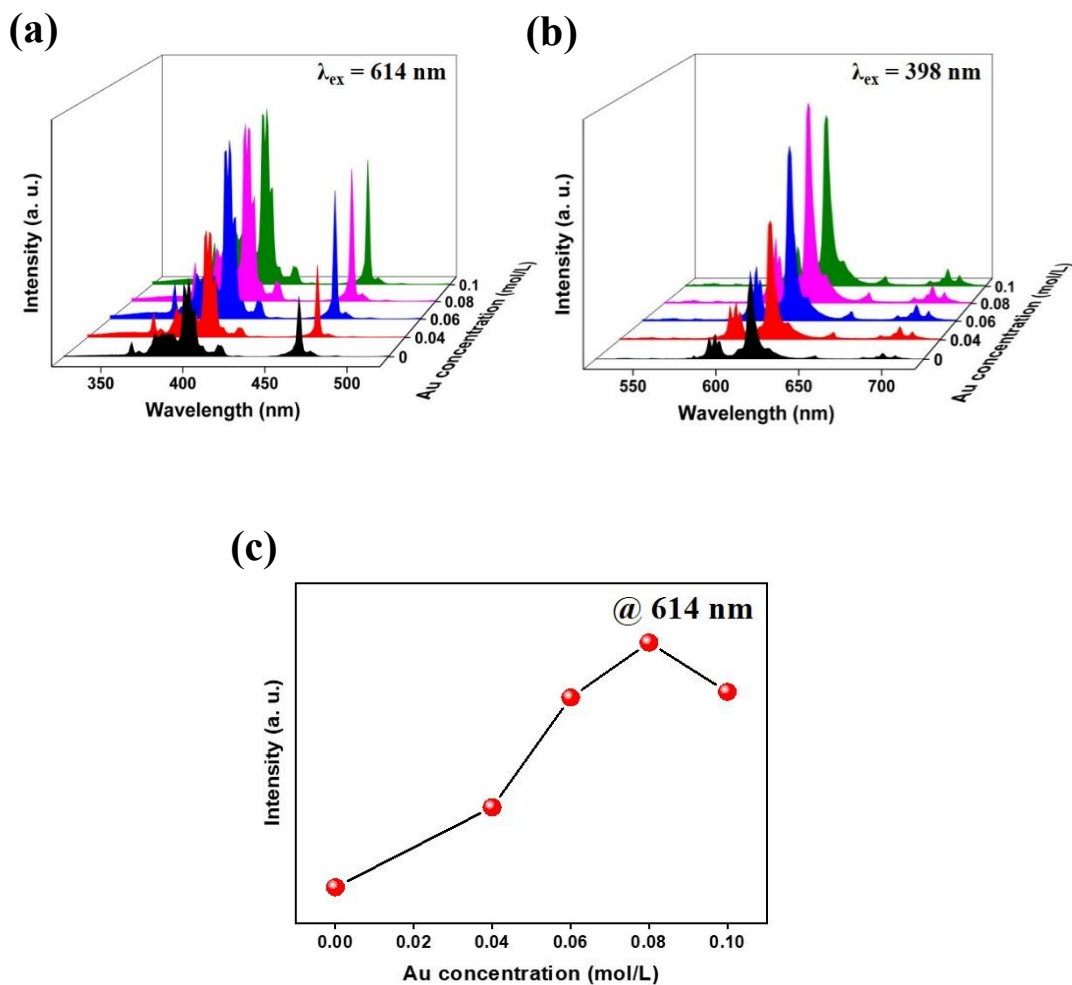 (a)
λex = 614 nm
Intensity (a. u.)
350 400 450 500
Wavelength (nm)
0 0.04 0.06 0.08 0.1
Au concentration (mol/L)
(b)
λex = 398 nm
Intensity (a. u.)
550 600 650 700
Wavelength (nm)
0 0.04 0.06 0.08 0.1
Au concentration (mol/L)
(c)
@ 614 nm
Intensity (a. u.)
0.00 0.02 0.04 0.06 0.08 0.10
Au concentration (mol/L)